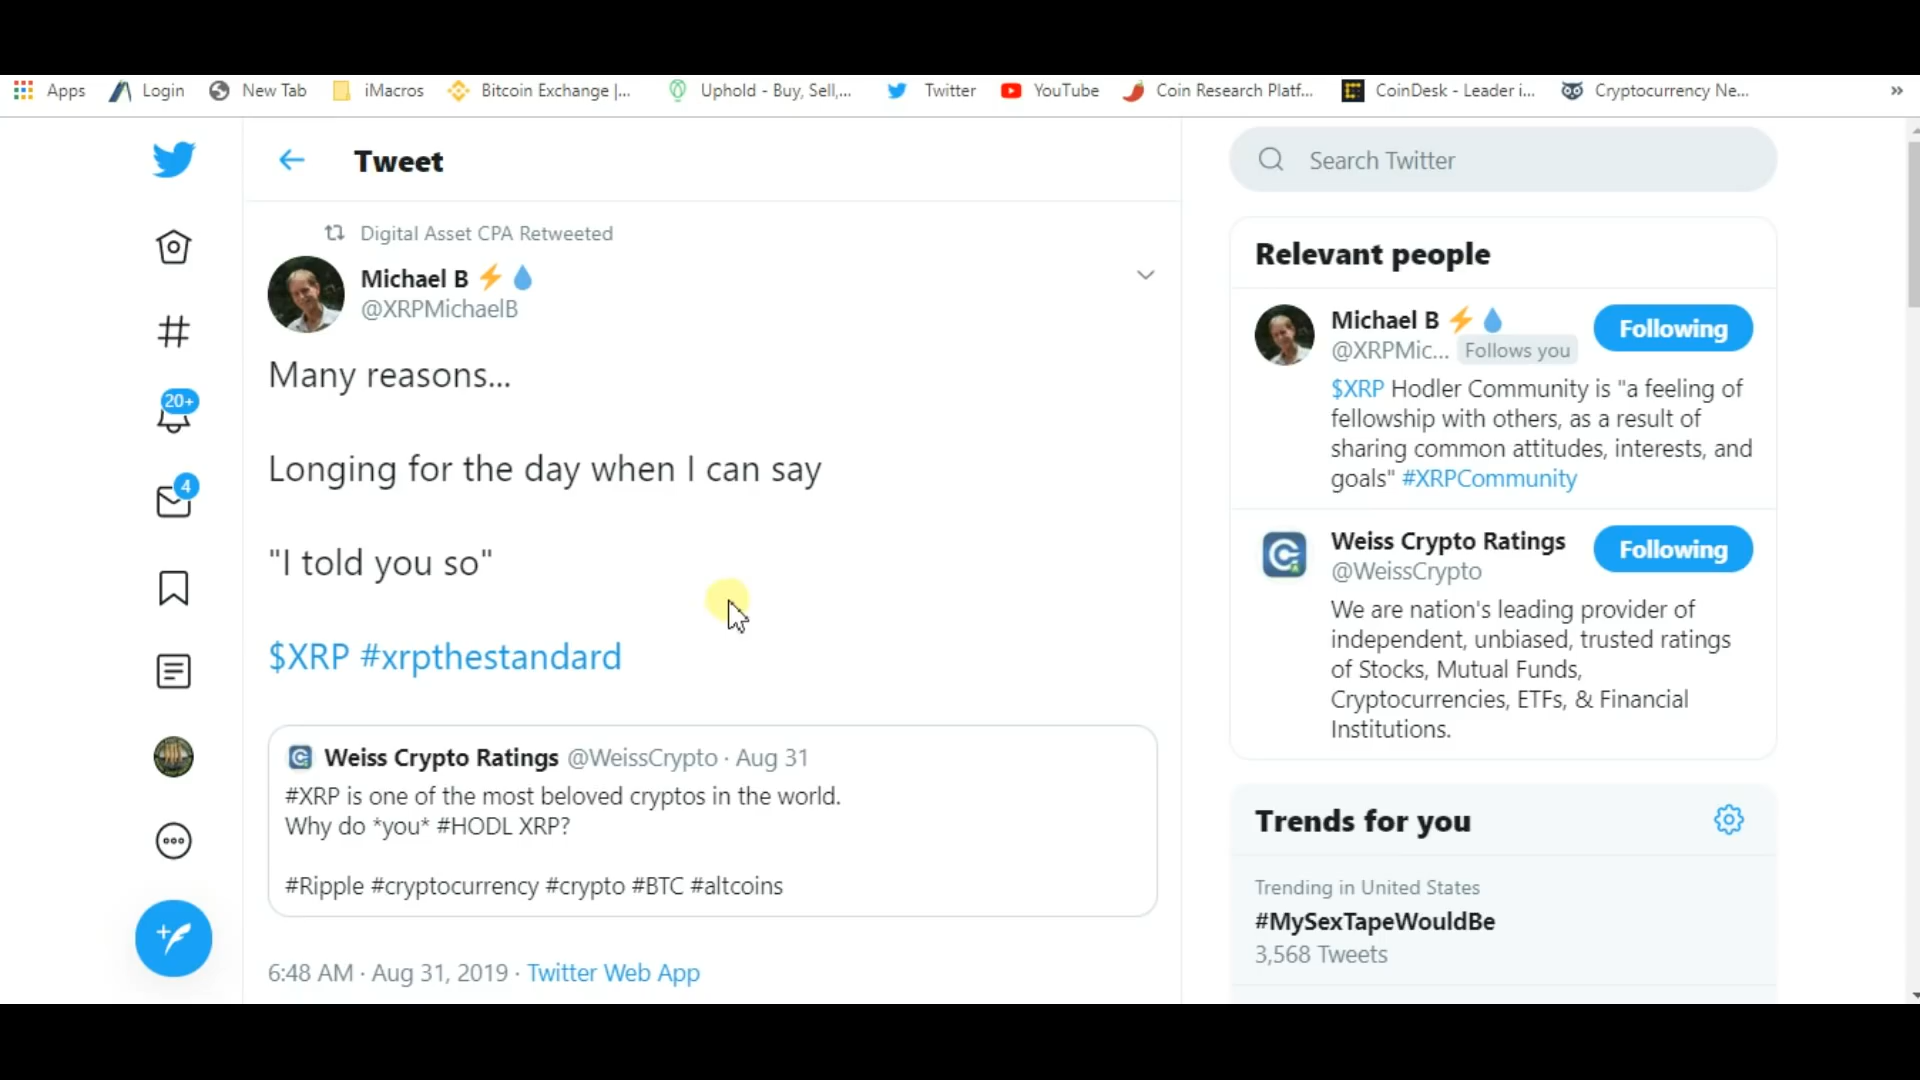 Apps Login New Tab iMacros Bitcoin Exchange |... Uphold - Buy, Sell,... Twitter YouTube Coin Research Platf... CoinDesk - Leader i... Cryptocurrency Ne... »
Tweet
Digital Asset CPA Retweeted
Michael B
@XRPMichaelB
Many reasons...
Longing for the day when I can say
"I told you so"
$XRP #xrpthestandard
Weiss Crypto Ratings @WeissCrypto · Aug 31
#XRP is one of the most beloved cryptos in the world.
Why do *you* #HODL XRP?
#Ripple #cryptocurrency #crypto #BTC #altcoins
6:48 AM · Aug 31, 2019 · Twitter Web App
20+
4
Search Twitter
Relevant people
Michael B
Following
@XRPMic... Follows you
$XRP Hodler Community is "a feeling of
fellowship with others, as a result of
sharing common attitudes, interests, and
goals" #XRPCommunity
Weiss Crypto Ratings
Following
@WeissCrypto
We are nation's leading provider of
independent, unbiased, trusted ratings
of Stocks, Mutual Funds,
Cryptocurrencies, ETFs, & Financial
Institutions.
Trends for you
Trending in United States
#MySexTapeWouldBe
3,568 Tweets